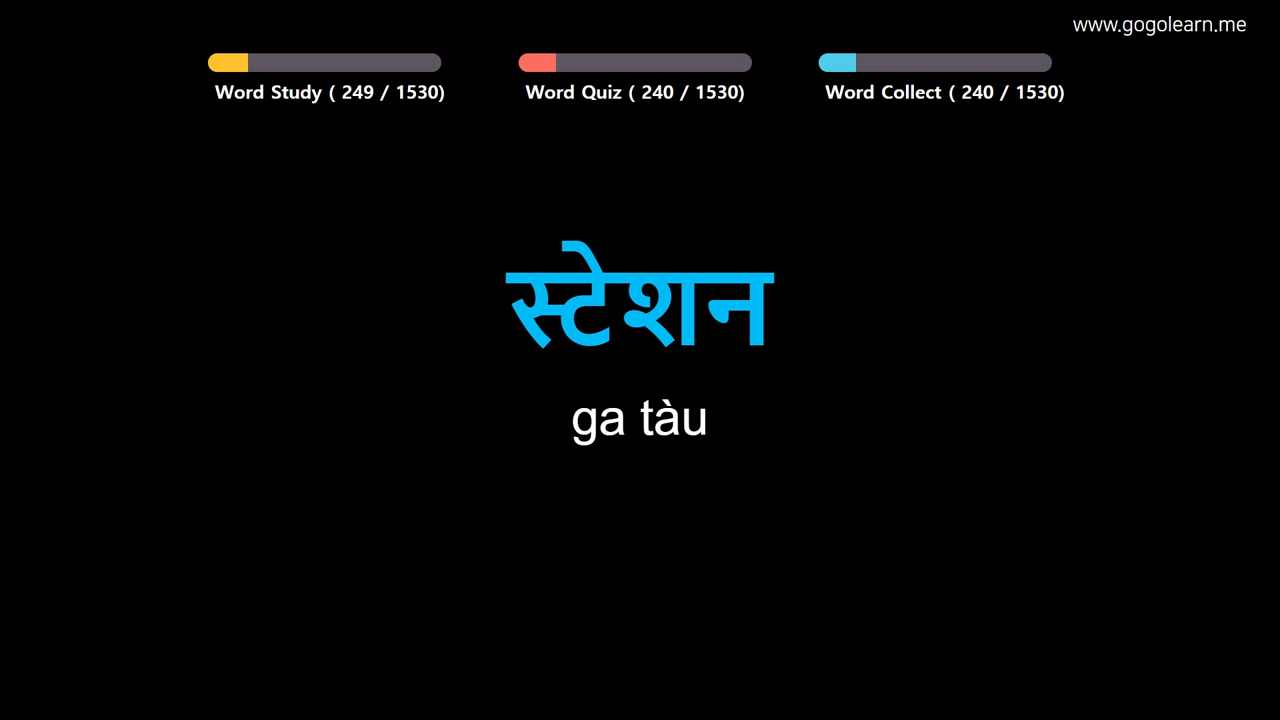 www.gogolearn.me
Word Study ( 249 / 1530)
Word Quiz ( 240 / 1530)
Word Collect ( 240 / 1530)
स्टेशन
ga tàu